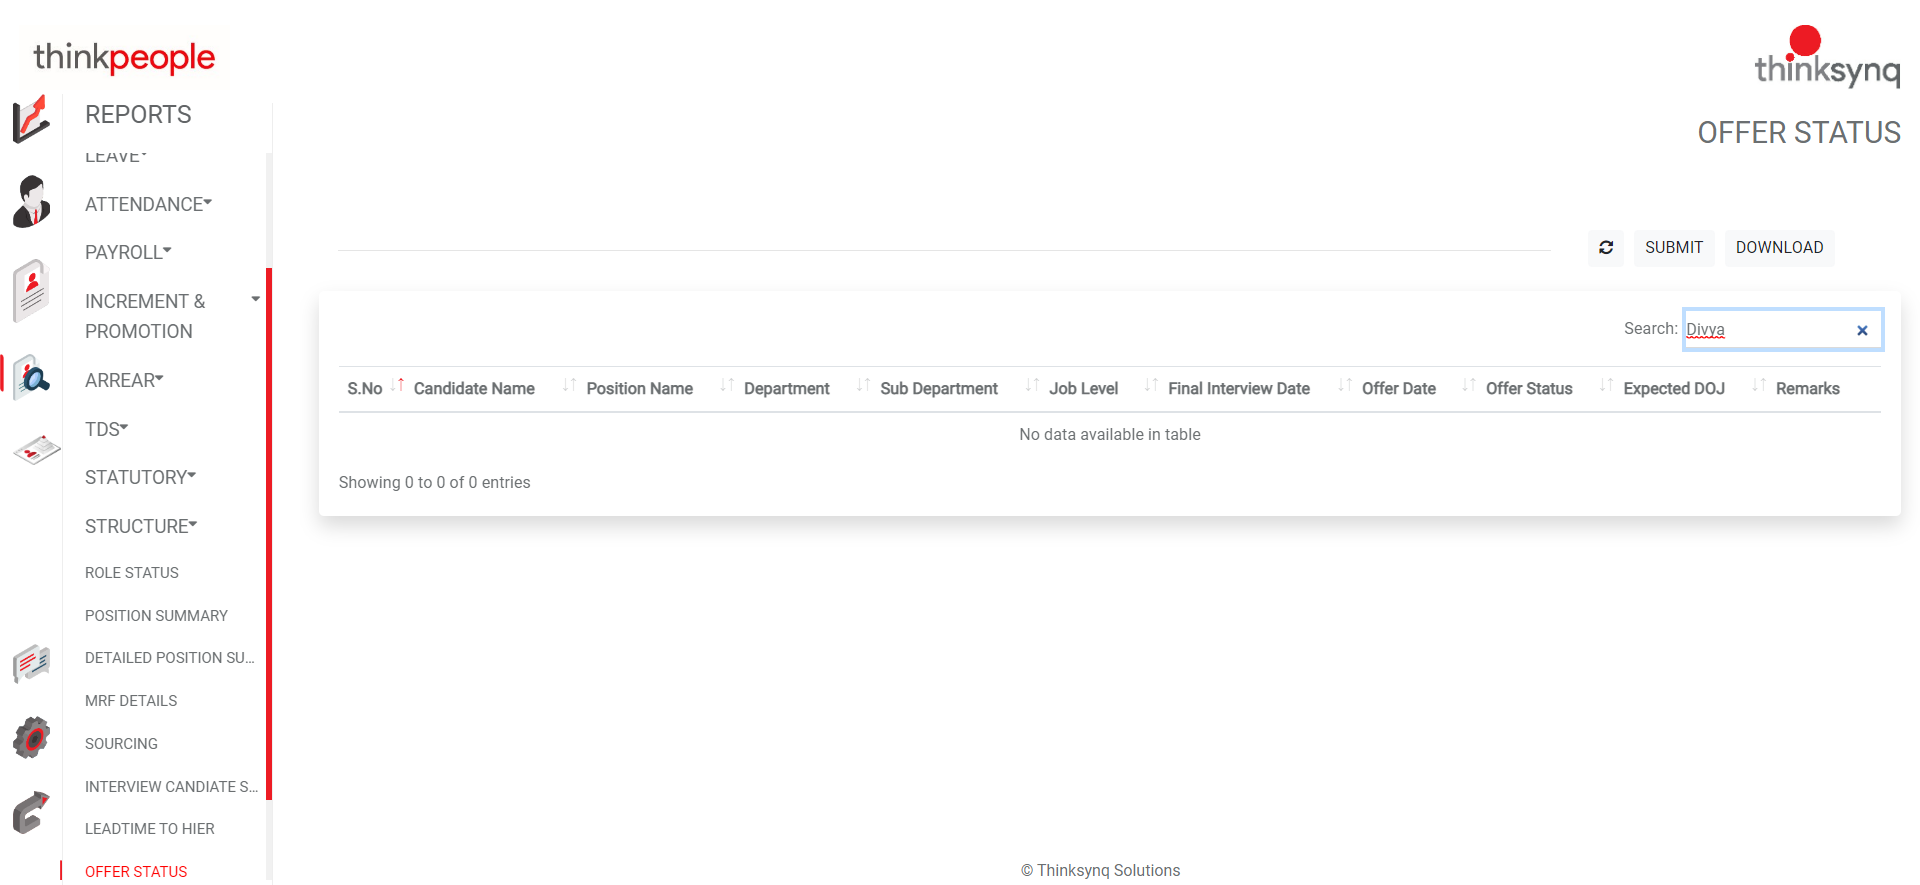 thinkpeople
thinksynq
REPORTS
OFFER STATUS
LEAVE
ATTENDANCE
PAYROLL
INCREMENT &
PROMOTION
ARREAR
TDS
STATUTORY
STRUCTURE
ROLE STATUS
POSITION SUMMARY
DETAILED POSITION SU...
MRF DETAILS
SOURCING
INTERVIEW CANDIATE S...
LEADTIME TO HIER
OFFER STATUS
SUBMIT DOWNLOAD
Search: Divya
S.No Candidate Name Position Name Department Sub Department Job Level Final Interview Date Offer Date Offer Status Expected DOJ Remarks
No data available in table
Showing 0 to 0 of 0 entries
© Thinksynq Solutions